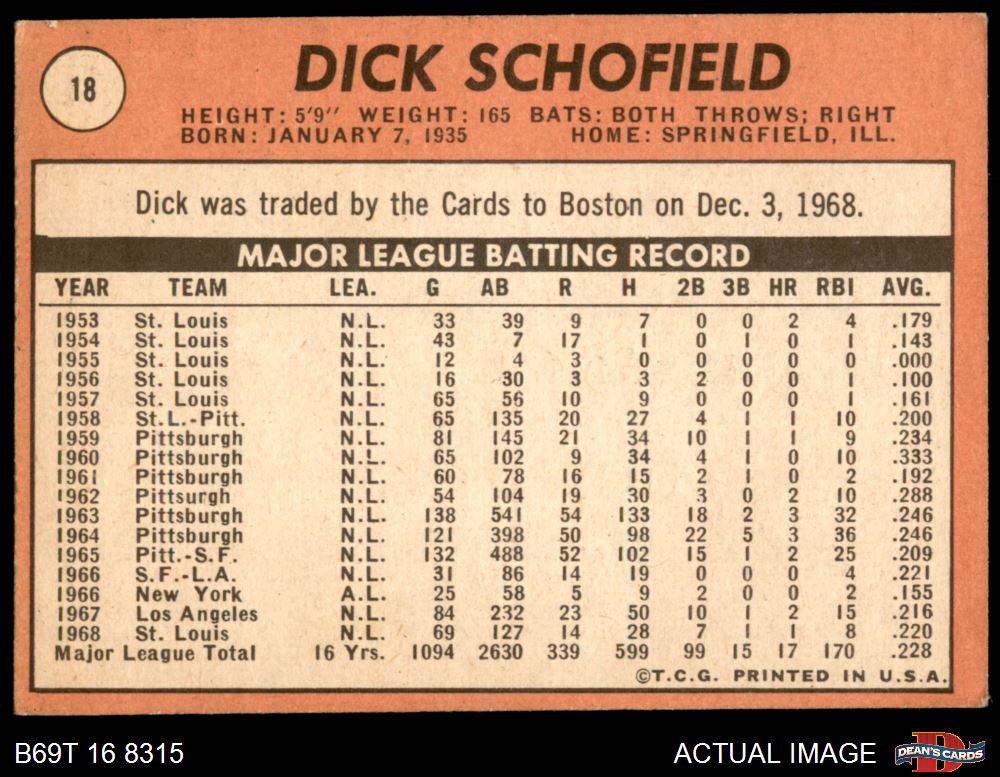 18
DICK SCHOFIELD
HEIGHT: 5'9" WEIGHT: 165 BATS: BOTH THROWS; RIGHT
BORN: JANUARY 7, 1935 HOME: SPRINGFIELD, ILL.
Dick was traded by the Cards to Boston on Dec. 3, 1968.
MAJOR LEAGUE BATTING RECORD
YEAR TEAM LEA. G AB R H 2B 3B HR RBI AVG.
1953 St. Louis N.L. 33 39 9 7 0 0 2 4 .179
1954 St. Louis N.L. 43 7 17 1 0 1 0 1 .143
1955 St. Louis N.L. 12 4 3 0 0 0 0 0 .000
1956 St. Louis N.L. 16 30 3 3 2 0 0 1 .100
1957 St. Louis N.L. 65 56 10 9 0 0 0 1 .161
1958 St.L.-Pitt. N.L. 65 135 20 27 4 1 1 10 .200
1959 Pittsburgh N.L. 81 145 21 34 10 1 1 9 .234
1960 Pittsburgh N.L. 65 102 9 34 4 1 0 10 .333
1961 Pittsburgh N.L. 60 78 16 15 2 1 0 2 .192
1962 Pittsurgh N.L. 54 104 19 30 3 0 2 10 .288
1963 Pittsburgh N.L. 138 541 54 133 18 2 3 32 .246
1964 Pittsburgh N.L. 121 398 50 98 22 5 3 36 .246
1965 Pitt.-S.F. N.L. 132 488 52 102 15 1 2 25 .209
1966 S.F.-L.A. N.L. 31 86 14 19 0 0 0 4 .221
1966 New York A.L. 25 58 5 9 2 0 0 2 .155
1967 Los Angeles N.L. 84 232 23 50 10 1 2 15 .216
1968 St. Louis N.L. 69 127 14 28 7 1 1 8 .220
Major League Total 16 Yrs. 1094 2630 339 599 99 15 17 170 .228
©T.C.G. PRINTED IN U.S.A.
B69T 16 8315 ACTUAL IMAGE DEAN'S CARDS